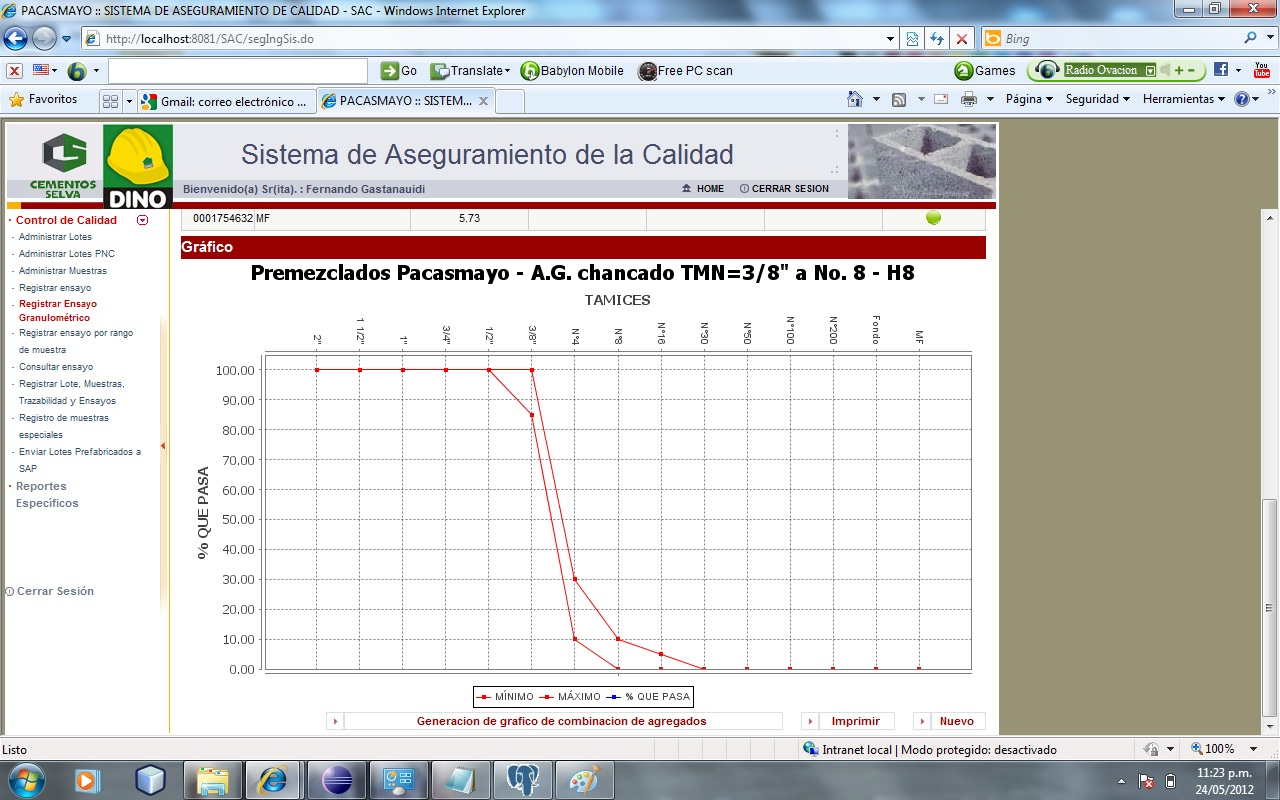 PACASMAYO :: SISTEMA DE ASEGURAMIENTO DE CALIDAD - SAC - Windows Internet Explorer
http://localhost:8081/SAC/segIngSis.do
Bing
Go
Translate
Babylon Mobile
Free PC scan
Games
Radio Ovacion
You Tube
Favoritos
Gmail: correo electrónico ...
PACASMAYO :: SISTEM...
Página
Seguridad
Herramientas
CEMENTOS
SELVA
DINO
Sistema de Aseguramiento de la Calidad
Bienvenido(a) Sr(ita). : Fernando Gastanauidi
HOME
CERRAR SESION
Control de Calidad
- Administrar Lotes
- Administrar Lotes PNC
- Administrar Muestras
- Registrar ensayo
- Registrar Ensayo
Granulométrico
- Registrar ensayo por rango
de muestra
- Consultar ensayo
- Registrar Lote, Muestras,
Trazabilidad y Ensayos
- Registro de muestras
especiales
- Enviar Lotes Prefabricados a
SAP
Reportes
Específicos
Cerrar Sesión
0001754632 MF 5.73
Gráfico
Premezclados Pacasmayo - A.G. chancado TMN=3/8" a No. 8 - H8
TAMICES
2"
1 1/2"
1"
3/4"
1/2"
3/8"
N°4
N°8
N°16
N°30
N°50
N°100
N°200
Fondo
MF
% QUE PASA
100.00
90.00
80.00
70.00
60.00
50.00
40.00
30.00
20.00
10.00
0.00
MÍNIMO MÁXIMO % QUE PASA
Generacion de grafico de combinacion de agregados
Imprimir
Nuevo
Listo
Intranet local | Modo protegido: desactivado
100%
11:23 p.m.
24/05/2012